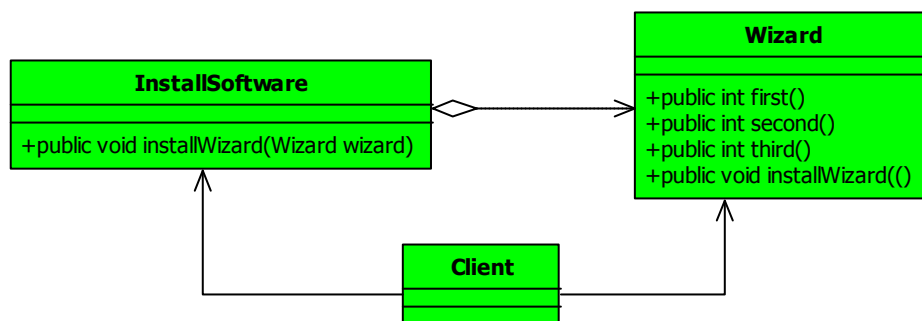 InstallSoftware
+public void installWizard(Wizard wizard)
Wizard
+public int first()
+public int second()
+public int third()
+public void installWizard(()
Client